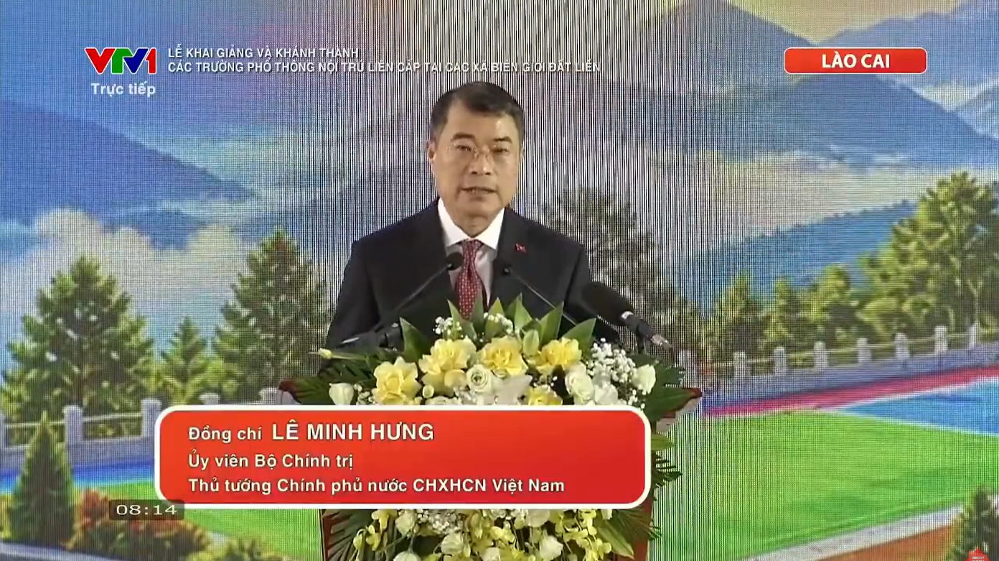 VTV1
Trực tiếp
LỄ KHAI GIẢNG VÀ KHÁNH THÀNH
CÁC TRƯỜNG PHỔ THÔNG NỘI TRÚ LIÊN CẤP TẠI CÁC XÃ BIÊN GIỚI ĐẤT LIỀN
LÀO CAI
Đồng chí LÊ MINH HƯNG
Ủy viên Bộ Chính trị
Thủ tướng Chính phủ nước CHXHCN Việt Nam
08:14